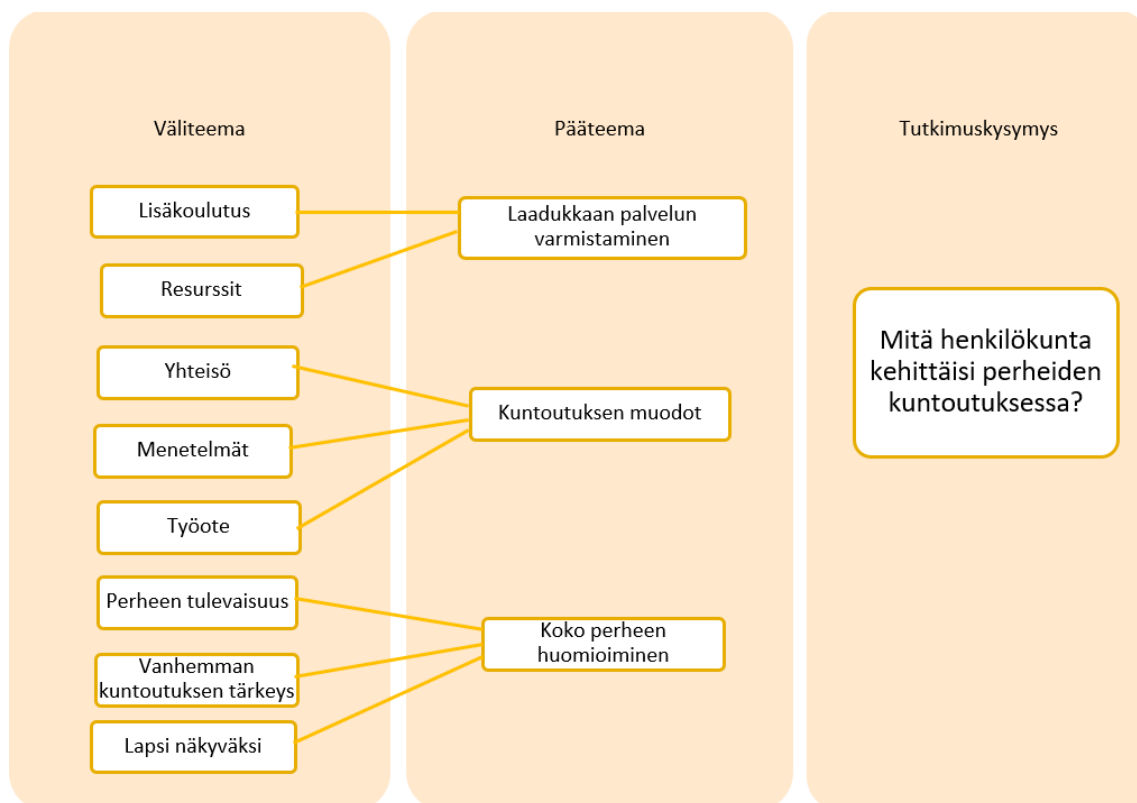 Väliteema
Lisäkoulutus
Resurssit
Yhteisö
Menetelmät
Työote
Perheen tulevaisuus
Vanhemman
kuntoutuksen tärkeys
Lapsi näkyväksi
Pääteema
Laadukkaan palvelun
varmistaminen
Kuntoutuksen muodot
Koko perheen
huomioiminen
Tutkimuskysymys
Mitä henkilökunta
kehittäisi perheiden
kuntoutuksessa?